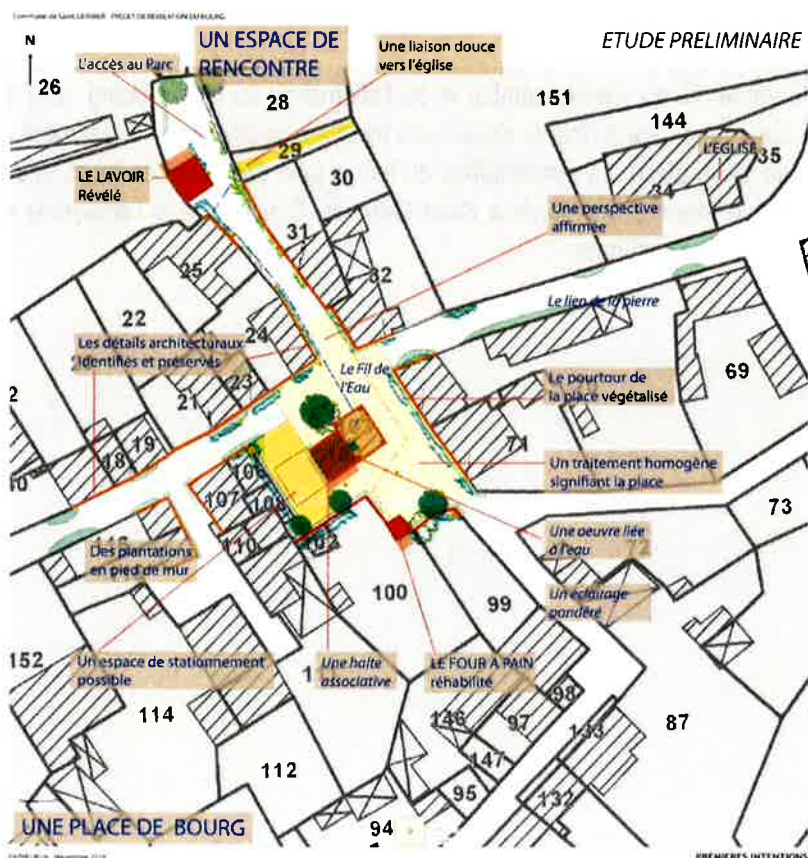 UN ESPACE DE
RENCONTRE
Une liaison douce
vers l'église
ETUDE PRELIMINAIRE
N
L'accès au Parc
26
28
151
144
29
L'EGLISE
35
34
LE LAVOIR
Révélé
30
Une perspective
affirmée
31
32
25
Le lien de la pierre
22
24
Les détails architecturaux
identifiés et préservés
Le Fil de
l'Eau
69
Le pourtour de
la place végétalisé
23
21
19
18
71
Un traitement homogène
signifiant la place
106
107
108
73
110
Une oeuvre liée
à l'eau
72
Des plantations
en pied de mur
100
99
Un éclairage
pondéré
152
Un espace de stationnement
possible
Une halte
associative
LE FOUR A PAIN
réhabilité
98
114
146
97
133
87
147
112
95
132
94
UNE PLACE DE BOURG
PREMIERES INTENTIONS